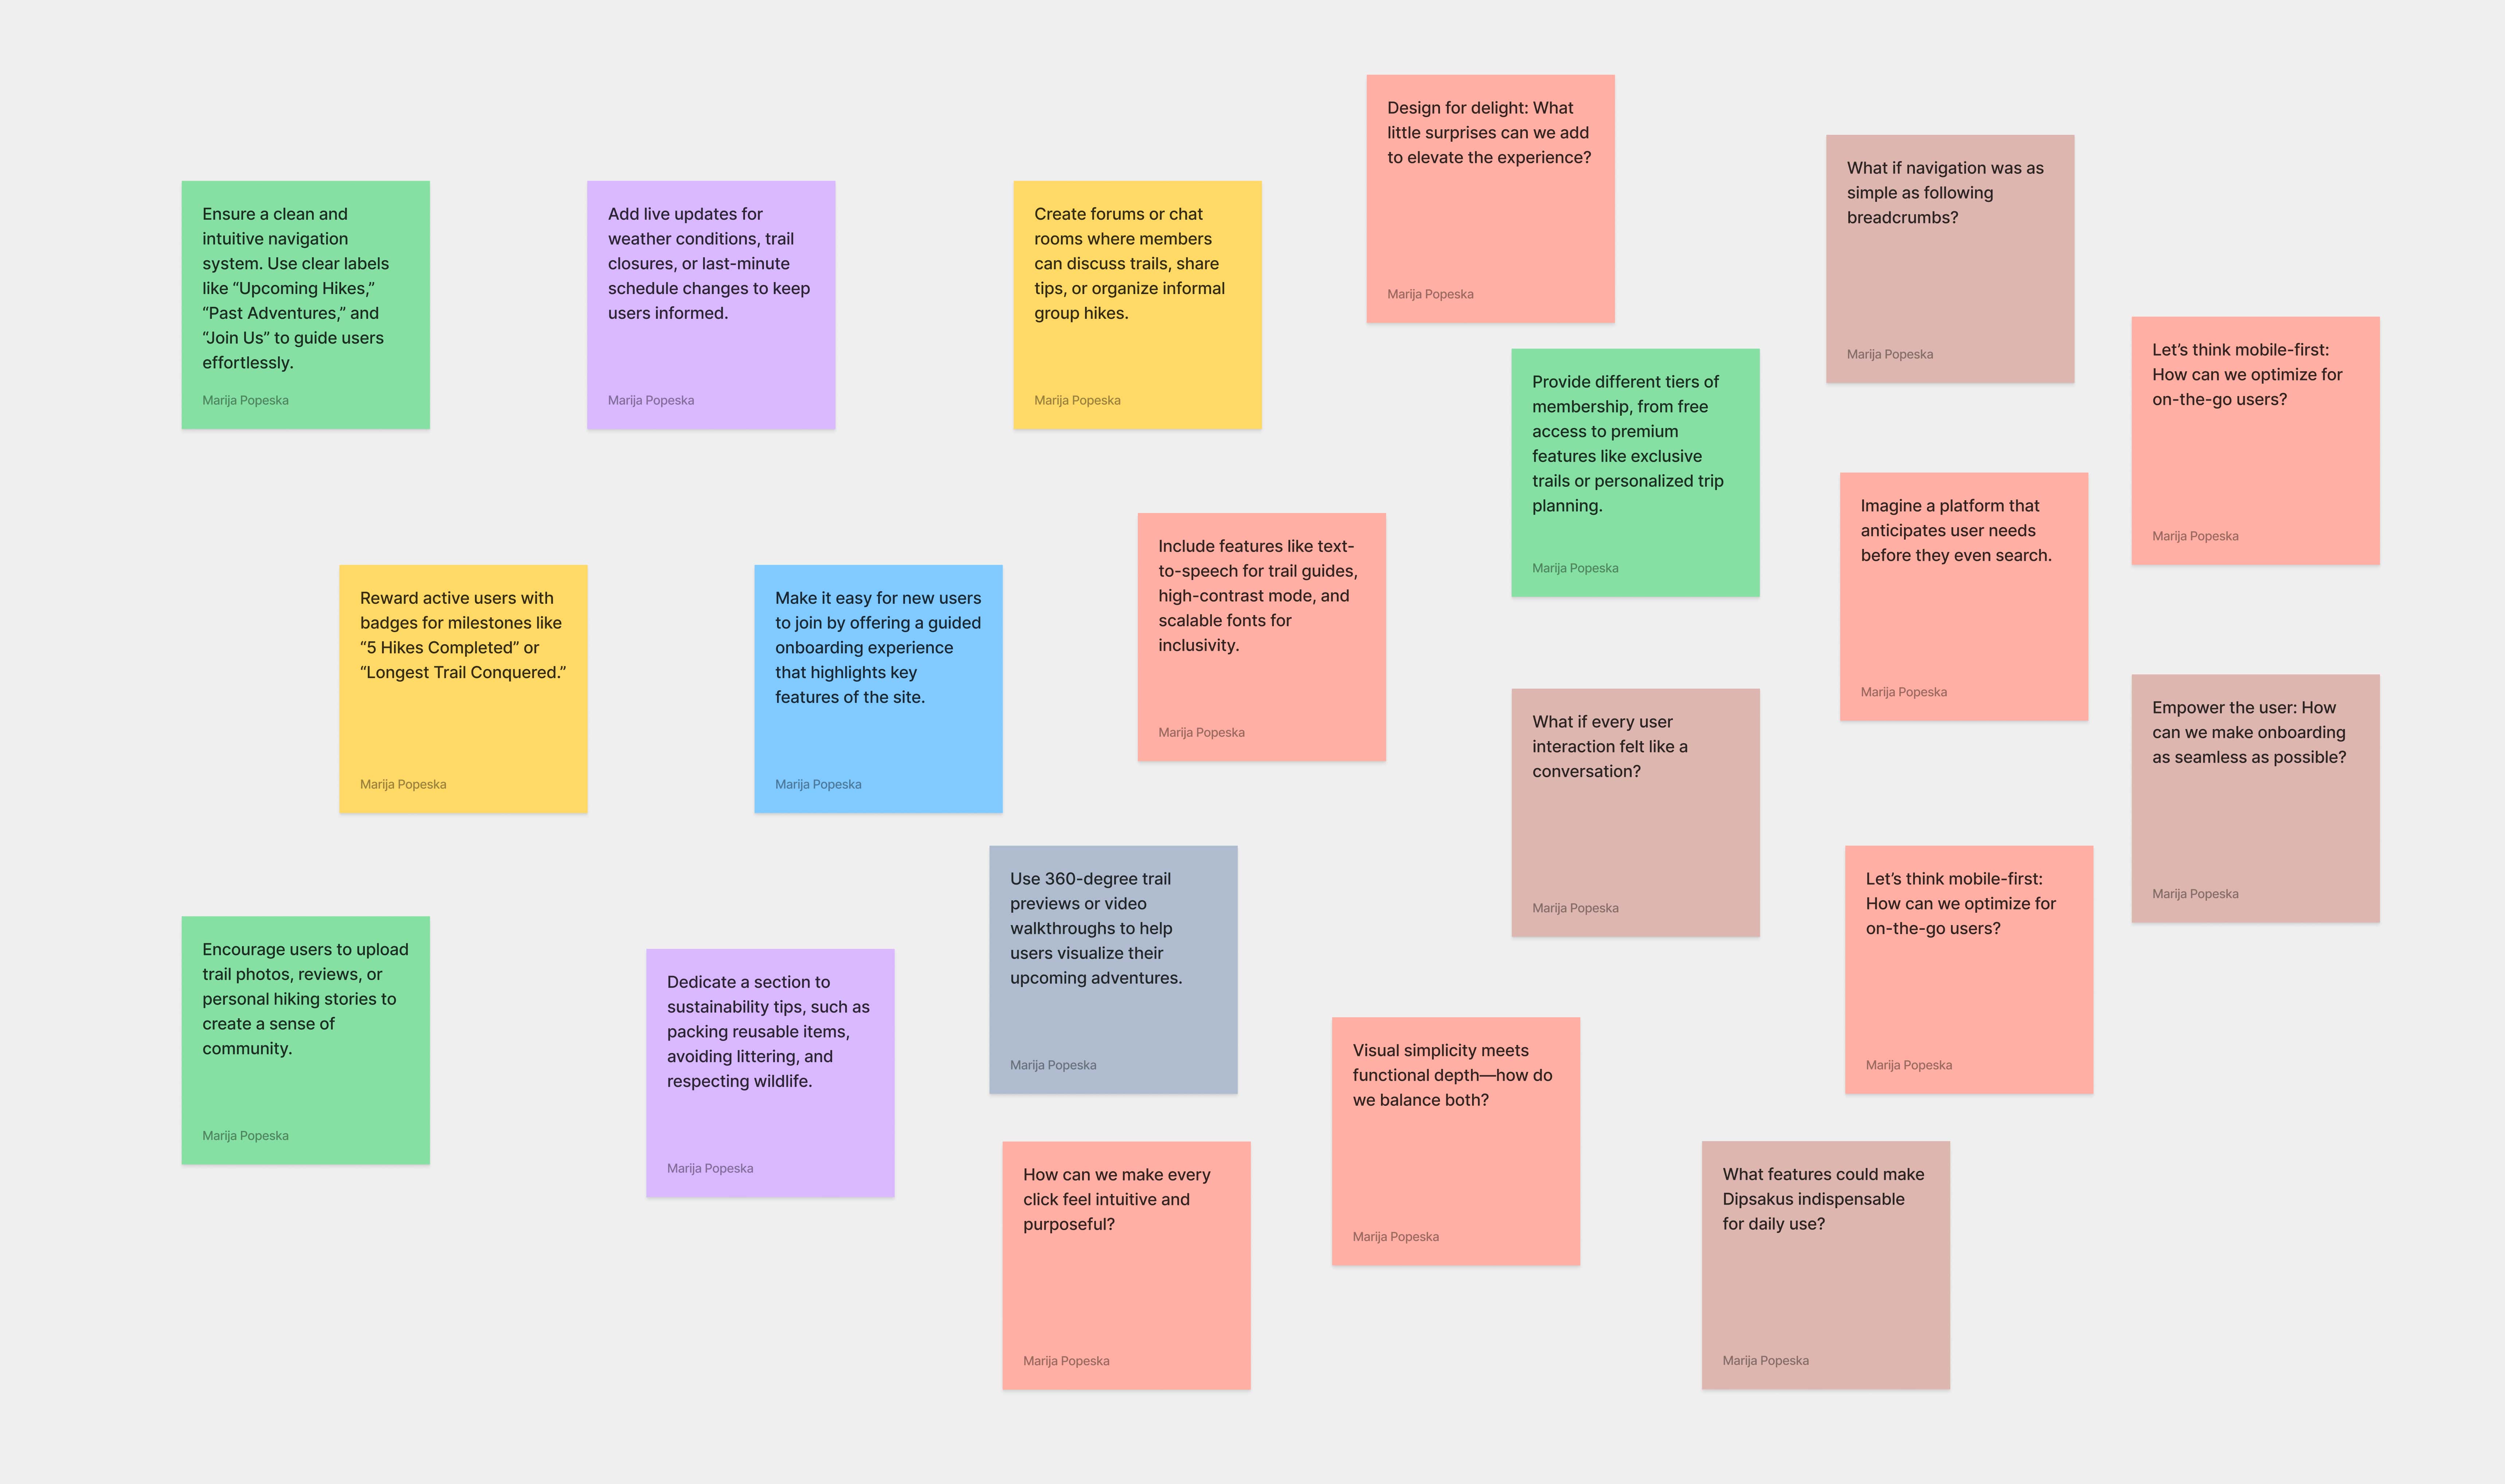 Design for delight: What
little surprises can we add
to elevate the experience?
Marija Popeska
What if navigation was as
simple as following
breadcrumbs?
Marija Popeska
Ensure a clean and
intuitive navigation
system. Use clear labels
like “Upcoming Hikes,”
“Past Adventures,” and
“Join Us” to guide users
effortlessly.
Marija Popeska
Add live updates for
weather conditions, trail
closures, or last-minute
schedule changes to keep
users informed.
Marija Popeska
Create forums or chat
rooms where members
can discuss trails, share
tips, or organize informal
group hikes.
Marija Popeska
Let’s think mobile-first:
How can we optimize for
on-the-go users?
Marija Popeska
Provide different tiers of
membership, from free
access to premium
features like exclusive
trails or personalized trip
planning.
Marija Popeska
Imagine a platform that
anticipates user needs
before they even search.
Marija Popeska
Include features like text-
to-speech for trail guides,
high-contrast mode, and
scalable fonts for
inclusivity.
Marija Popeska
Reward active users with
badges for milestones like
“5 Hikes Completed” or
“Longest Trail Conquered.”
Marija Popeska
Make it easy for new users
to join by offering a guided
onboarding experience
that highlights key
features of the site.
Marija Popeska
What if every user
interaction felt like a
conversation?
Marija Popeska
Empower the user: How
can we make onboarding
as seamless as possible?
Marija Popeska
Use 360-degree trail
previews or video
walkthroughs to help
users visualize their
upcoming adventures.
Marija Popeska
Let’s think mobile-first:
How can we optimize for
on-the-go users?
Marija Popeska
Encourage users to upload
trail photos, reviews, or
personal hiking stories to
create a sense of
community.
Marija Popeska
Dedicate a section to
sustainability tips, such as
packing reusable items,
avoiding littering, and
respecting wildlife.
Marija Popeska
Visual simplicity meets
functional depth—how do
we balance both?
Marija Popeska
How can we make every
click feel intuitive and
purposeful?
Marija Popeska
What features could make
Dipsakus indispensable
for daily use?
Marija Popeska